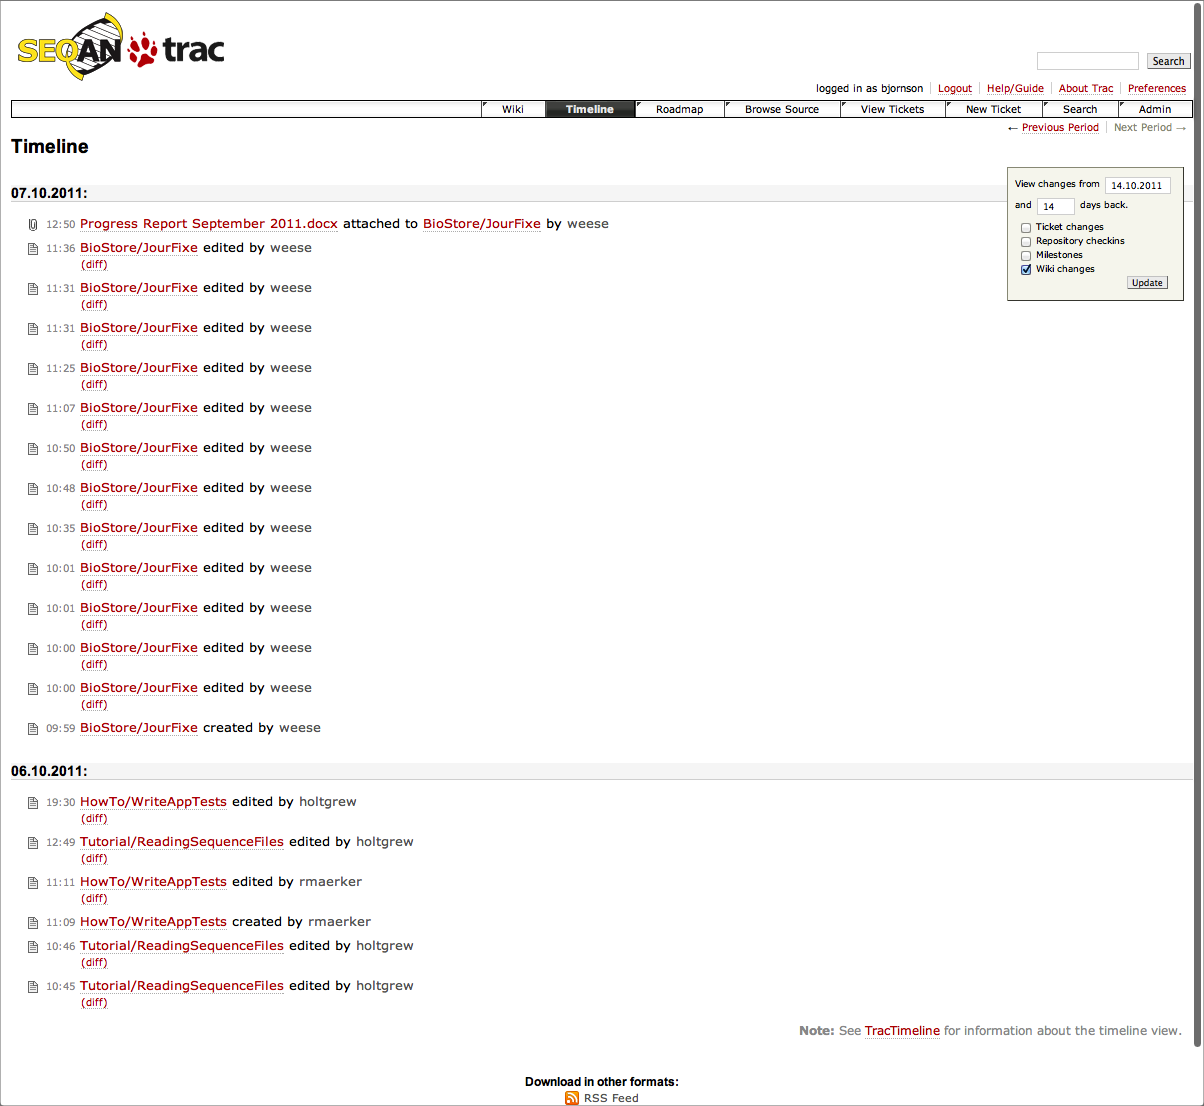 SEQAN trac
Search
logged in as bjornson Logout Help/Guide About Trac Preferences
Wiki Timeline Roadmap Browse Source View Tickets New Ticket Search Admin
← Previous Period Next Period →
Timeline
View changes from 14.10.2011
and 14 days back.
Ticket changes
Repository checkins
Milestones
Wiki changes
Update
07.10.2011:
12:50 Progress Report September 2011.docx attached to BioStore/JourFixe by weese
11:36 BioStore/JourFixe edited by weese
(diff)
11:31 BioStore/JourFixe edited by weese
(diff)
11:31 BioStore/JourFixe edited by weese
(diff)
11:25 BioStore/JourFixe edited by weese
(diff)
11:07 BioStore/JourFixe edited by weese
(diff)
10:50 BioStore/JourFixe edited by weese
(diff)
10:48 BioStore/JourFixe edited by weese
(diff)
10:35 BioStore/JourFixe edited by weese
(diff)
10:01 BioStore/JourFixe edited by weese
(diff)
10:01 BioStore/JourFixe edited by weese
(diff)
10:00 BioStore/JourFixe edited by weese
(diff)
10:00 BioStore/JourFixe edited by weese
(diff)
09:59 BioStore/JourFixe created by weese
06.10.2011:
19:30 HowTo/WriteAppTests edited by holtgrew
(diff)
12:49 Tutorial/ReadingSequenceFiles edited by holtgrew
(diff)
11:11 HowTo/WriteAppTests edited by rmaerker
(diff)
11:09 HowTo/WriteAppTests created by rmaerker
10:46 Tutorial/ReadingSequenceFiles edited by holtgrew
(diff)
10:45 Tutorial/ReadingSequenceFiles edited by holtgrew
(diff)
Note: See TracTimeline for information about the timeline view.
Download in other formats:
RSS Feed